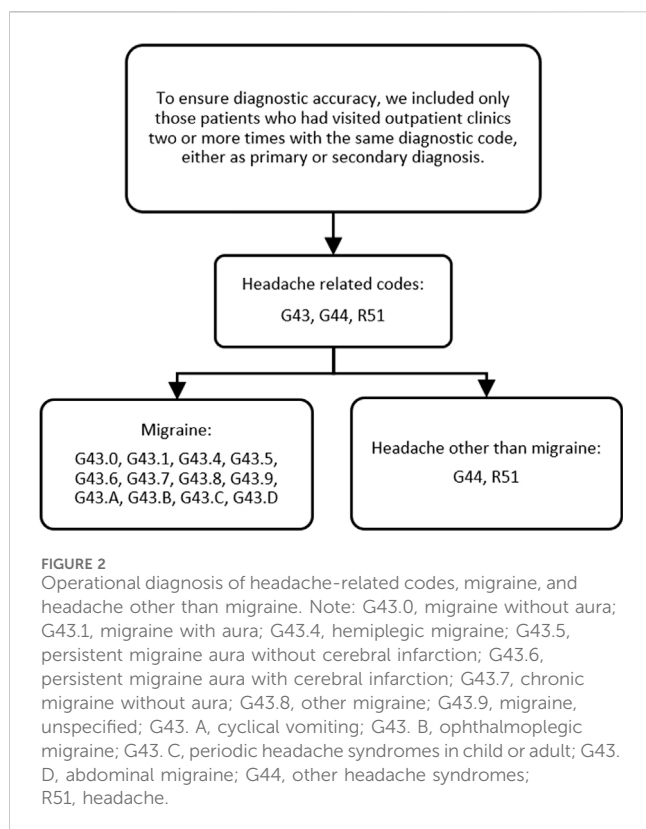 To ensure diagnostic accuracy, we included only
those patients who had visited outpatient clinics
two or more times with the same diagnostic code,
either as primary or secondary diagnosis.
Headache related codes:
G43, G44, R51
Migraine:
G43.0, G43.1, G43.4, G43.5,
G43.6, G43.7, G43.8, G43.9,
G43.A, G43.B, G43.C, G43.D
Headache other than migraine:
G44, R51
FIGURE 2
Operational diagnosis of headache-related codes, migraine, and
headache other than migraine. Note: G43.0, migraine without aura;
G43.1, migraine with aura; G43.4, hemiplegic migraine; G43.5,
persistent migraine aura without cerebral infarction; G43.6,
persistent migraine aura with cerebral infarction; G43.7, chronic
migraine without aura; G43.8, other migraine; G43.9, migraine,
unspecified; G43. A, cyclical vomiting; G43. B, ophthalmoplegic
migraine; G43. C, periodic headache syndromes in child or adult; G43.
D, abdominal migraine; G44, other headache syndromes;
R51, headache.